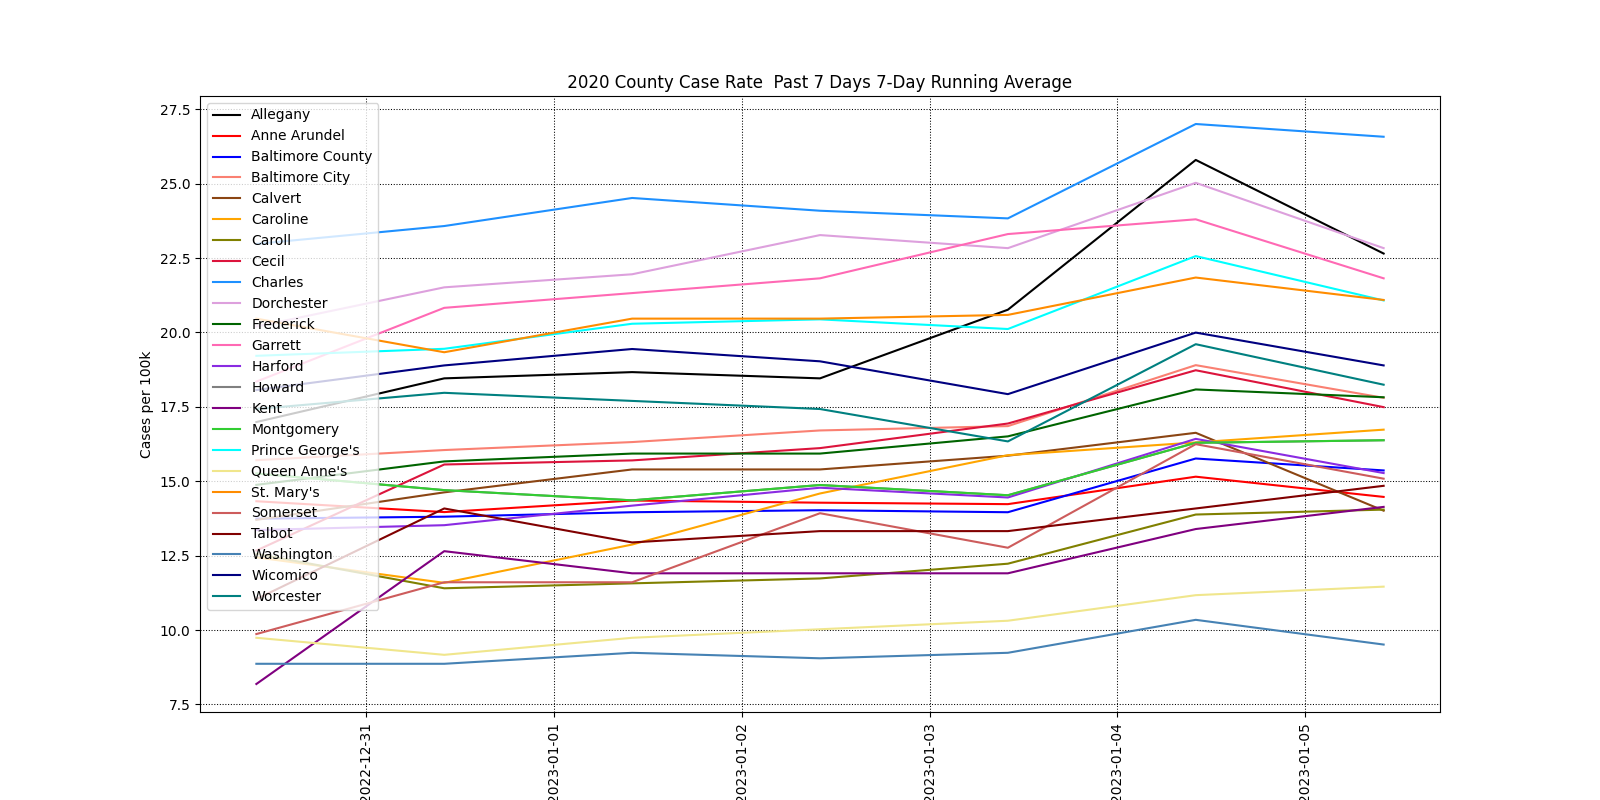 2020 County Case Rate  Past 7 Days 7-Day Running Average
27.5
25.0
22.5
20.0
17.5
15.0
12.5
10.0
7.5
Cases per 100k
Allegany
Anne Arundel
Baltimore County
Baltimore City
Calvert
Caroline
Caroll
Cecil
Charles
Dorchester
Frederick
Garrett
Harford
Howard
Kent
Montgomery
Prince George's
Queen Anne's
St. Mary's
Somerset
Talbot
Washington
Wicomico
Worcester
2022-12-31
2023-01-01
2023-01-02
2023-01-03
2023-01-04
2023-01-05